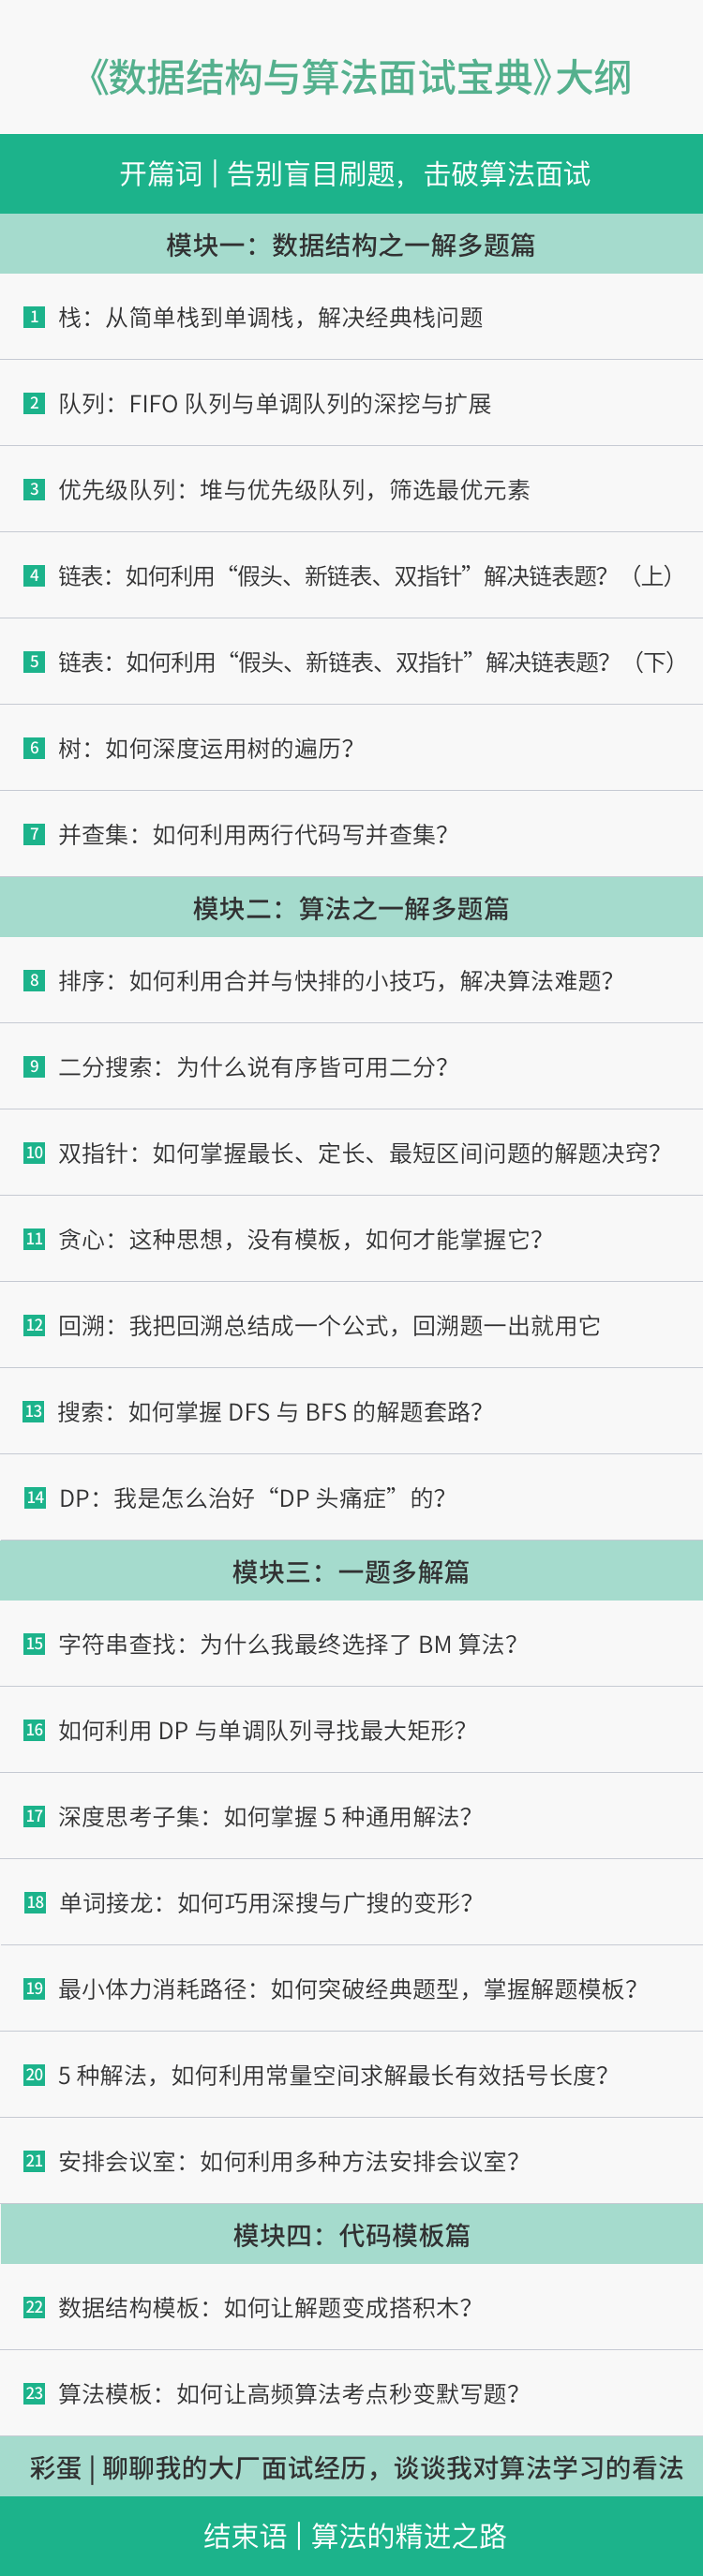 《数据结构与算法面试宝典》大纲
开篇词 | 告别盲目刷题，击破算法面试
模块一：数据结构之一解多题篇
1 栈：从简单栈到单调栈，解决经典栈问题
2 队列：FIFO 队列与单调队列的深挖与扩展
3 优先级队列：堆与优先级队列，筛选最优元素
4 链表：如何利用“假头、新链表、双指针”解决链表题？（上）
5 链表：如何利用“假头、新链表、双指针”解决链表题？（下）
6 树：如何深度运用树的遍历？
7 并查集：如何利用两行代码写并查集？
模块二：算法之一解多题篇
8 排序：如何利用合并与快排的小技巧，解决算法难题？
9 二分搜索：为什么说有序皆可用二分？
10 双指针：如何掌握最长、定长、最短区间问题的解题决窍？
11 贪心：这种思想，没有模板，如何才能掌握它？
12 回溯：我把回溯总结成一个公式，回溯题一出就用它
13 搜索：如何掌握 DFS 与 BFS 的解题套路？
14 DP：我是怎么治好“DP 头痛症”的？
模块三：一题多解篇
15 字符串查找：为什么我最终选择了 BM 算法？
16 如何利用 DP 与单调队列寻找最大矩形？
17 深度思考子集：如何掌握 5 种通用解法？
18 单词接龙：如何巧用深搜与广搜的变形？
19 最小体力消耗路径：如何突破经典题型，掌握解题模板？
20 5 种解法，如何利用常量空间求解最长有效括号长度？
21 安排会议室：如何利用多种方法安排会议室？
模块四：代码模板篇
22 数据结构模板：如何让解题变成搭积木？
23 算法模板：如何让高频算法考点秒变默写题？
彩蛋 | 聊聊我的大厂面试经历，谈谈我对算法学习的看法
结束语 | 算法的精进之路